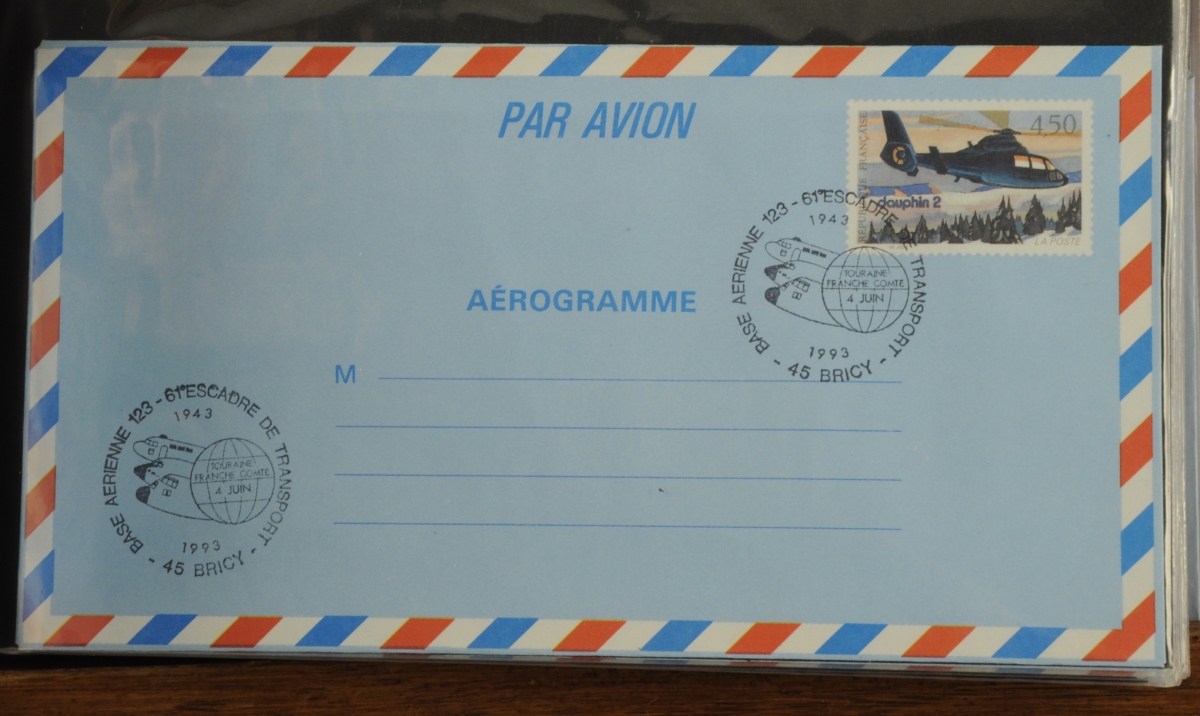 PAR AVION
RÉPUBLIQUE FRANÇAISE
4,50
dauphin 2
LA POSTE
AÉROGRAMME
BASE AERIENNE 123 - 61° ESCADRE DE TRANSPORT - 45 BRICY -
1943
TOURAINE
FRANCHE COMTE
4 JUIN
1993
M
BASE AERIENNE 123 - 61° ESCADRE DE TRANSPORT - 45 BRICY -
1943
TOURAINE
FRANCHE COMTE
4 JUIN
1993